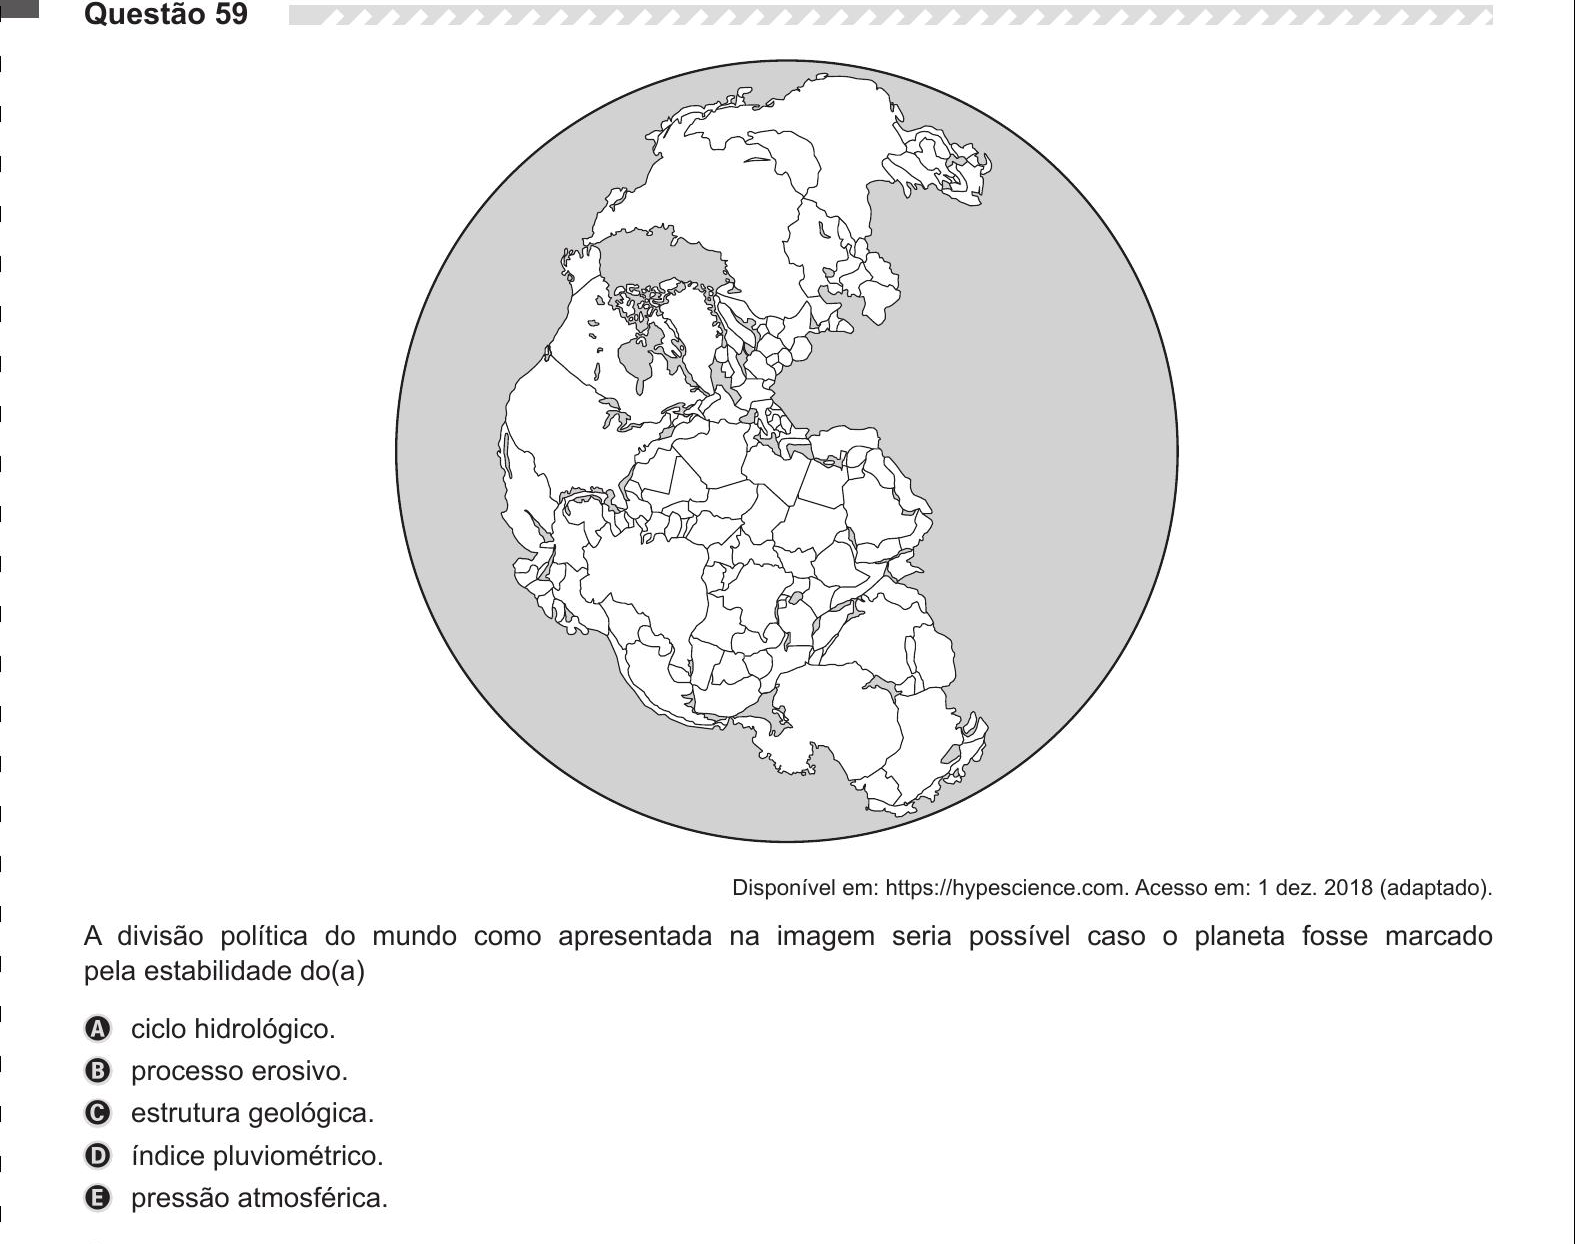 Questão 59
Disponível em: https://hypescience.com. Acesso em: 1 dez. 2018 (adaptado).
A divisão política do mundo como apresentada na imagem seria possível caso o planeta fosse marcado
pela estabilidade do(a)
A ciclo hidrológico.
B processo erosivo.
C estrutura geológica.
D índice pluviométrico.
E pressão atmosférica.